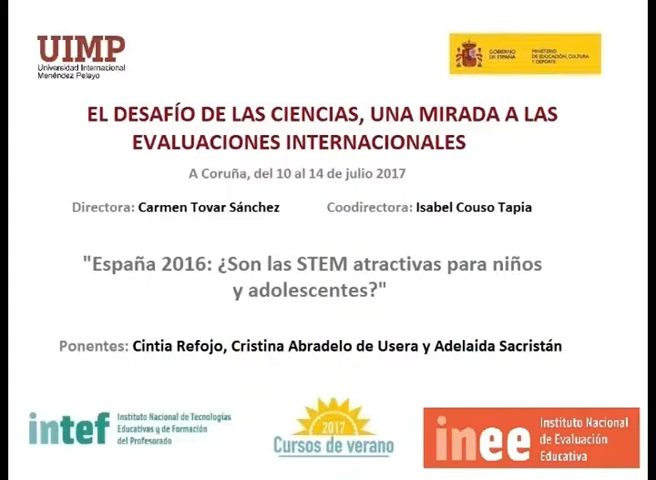 UIMP
Universidad Internacional
Menéndez Pelayo
GOBIERNO
DE ESPAÑA
MINISTERIO
DE EDUCACIÓN, CULTURA
Y DEPORTE
EL DESAFÍO DE LAS CIENCIAS, UNA MIRADA A LAS
EVALUACIONES INTERNACIONALES
A Coruña, del 10 al 14 de julio 2017
Directora: Carmen Tovar Sánchez
Coodirectora: Isabel Couso Tapia
"España 2016: ¿Son las STEM atractivas para niños
y adolescentes?"
Ponentes: Cintia Refojo, Cristina Abradelo de Usera y Adelaida Sacristán
intef
Instituto Nacional de Tecnologías
Educativas y de Formación
del Profesorado
2017
Cursos de verano
inee
Instituto Nacional
de Evaluación
Educativa